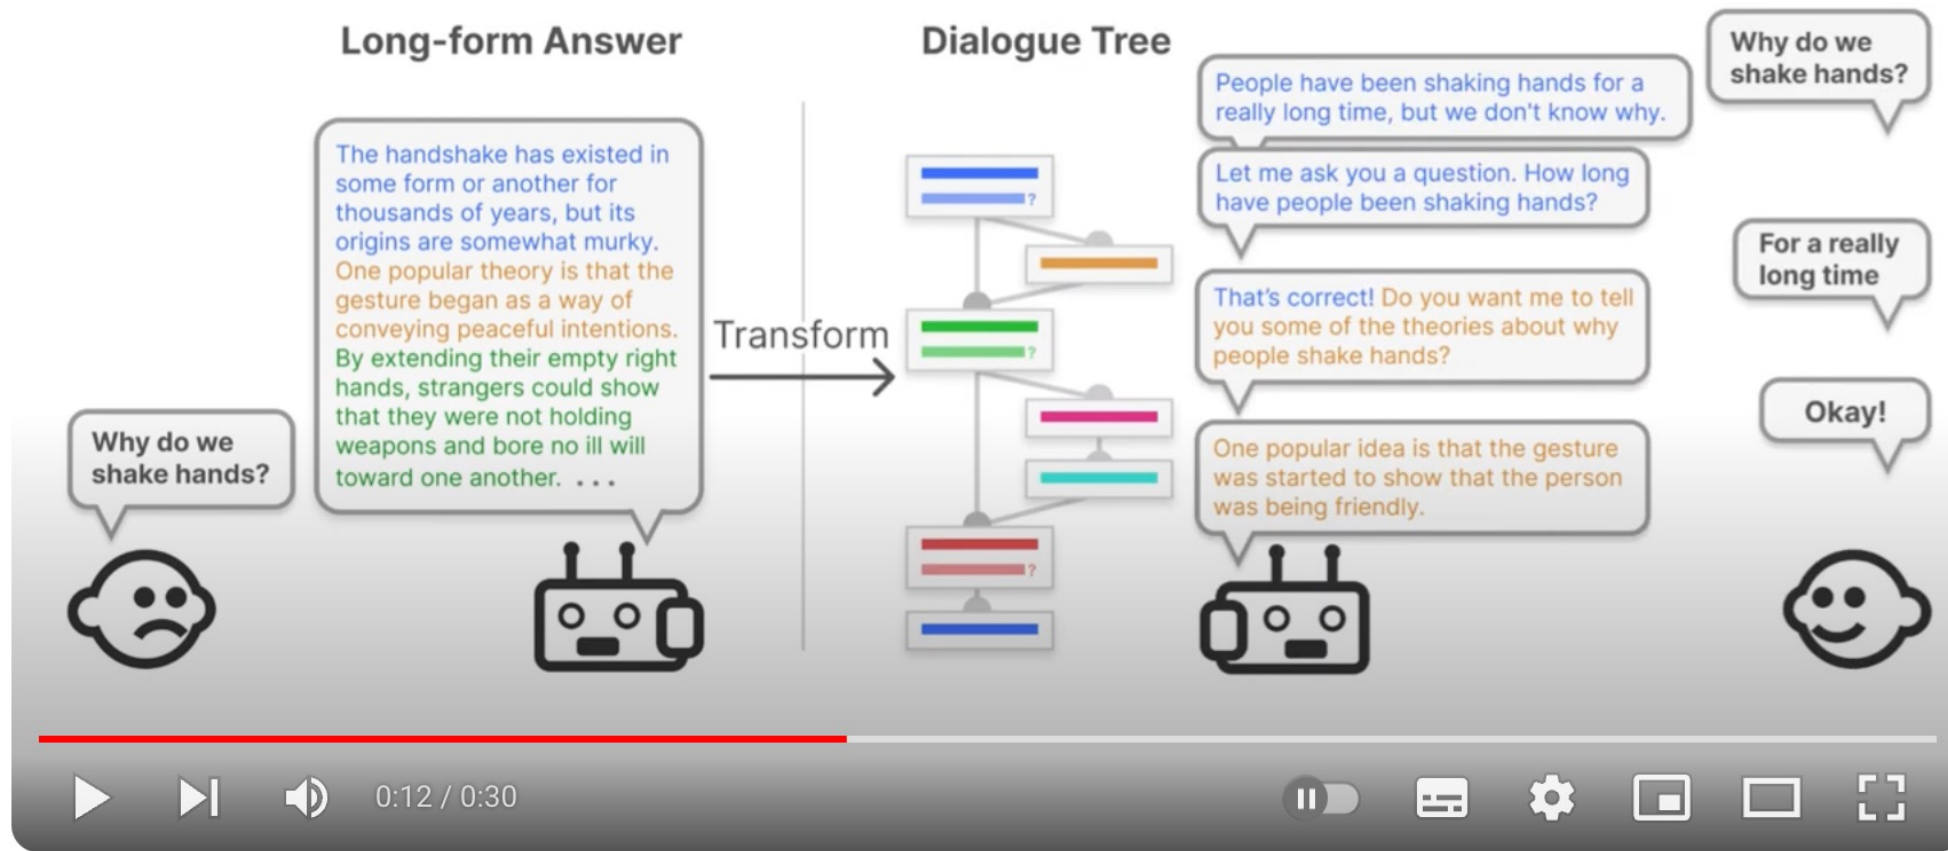 Long-form Answer
Why do we
shake hands?
The handshake has existed in
some form or another for
thousands of years, but its
origins are somewhat murky.
One popular theory is that the
gesture began as a way of
conveying peaceful intentions.
By extending their empty right
hands, strangers could show
that they were not holding
weapons and bore no ill will
toward one another. ...
Transform
Dialogue Tree
?
?
?
Why do we
shake hands?
People have been shaking hands for a
really long time, but we don't know why.
Let me ask you a question. How long
have people been shaking hands?
For a really
long time
That's correct! Do you want me to tell
you some of the theories about why
people shake hands?
Okay!
One popular idea is that the gesture
was started to show that the person
was being friendly.
0:12 / 0:30